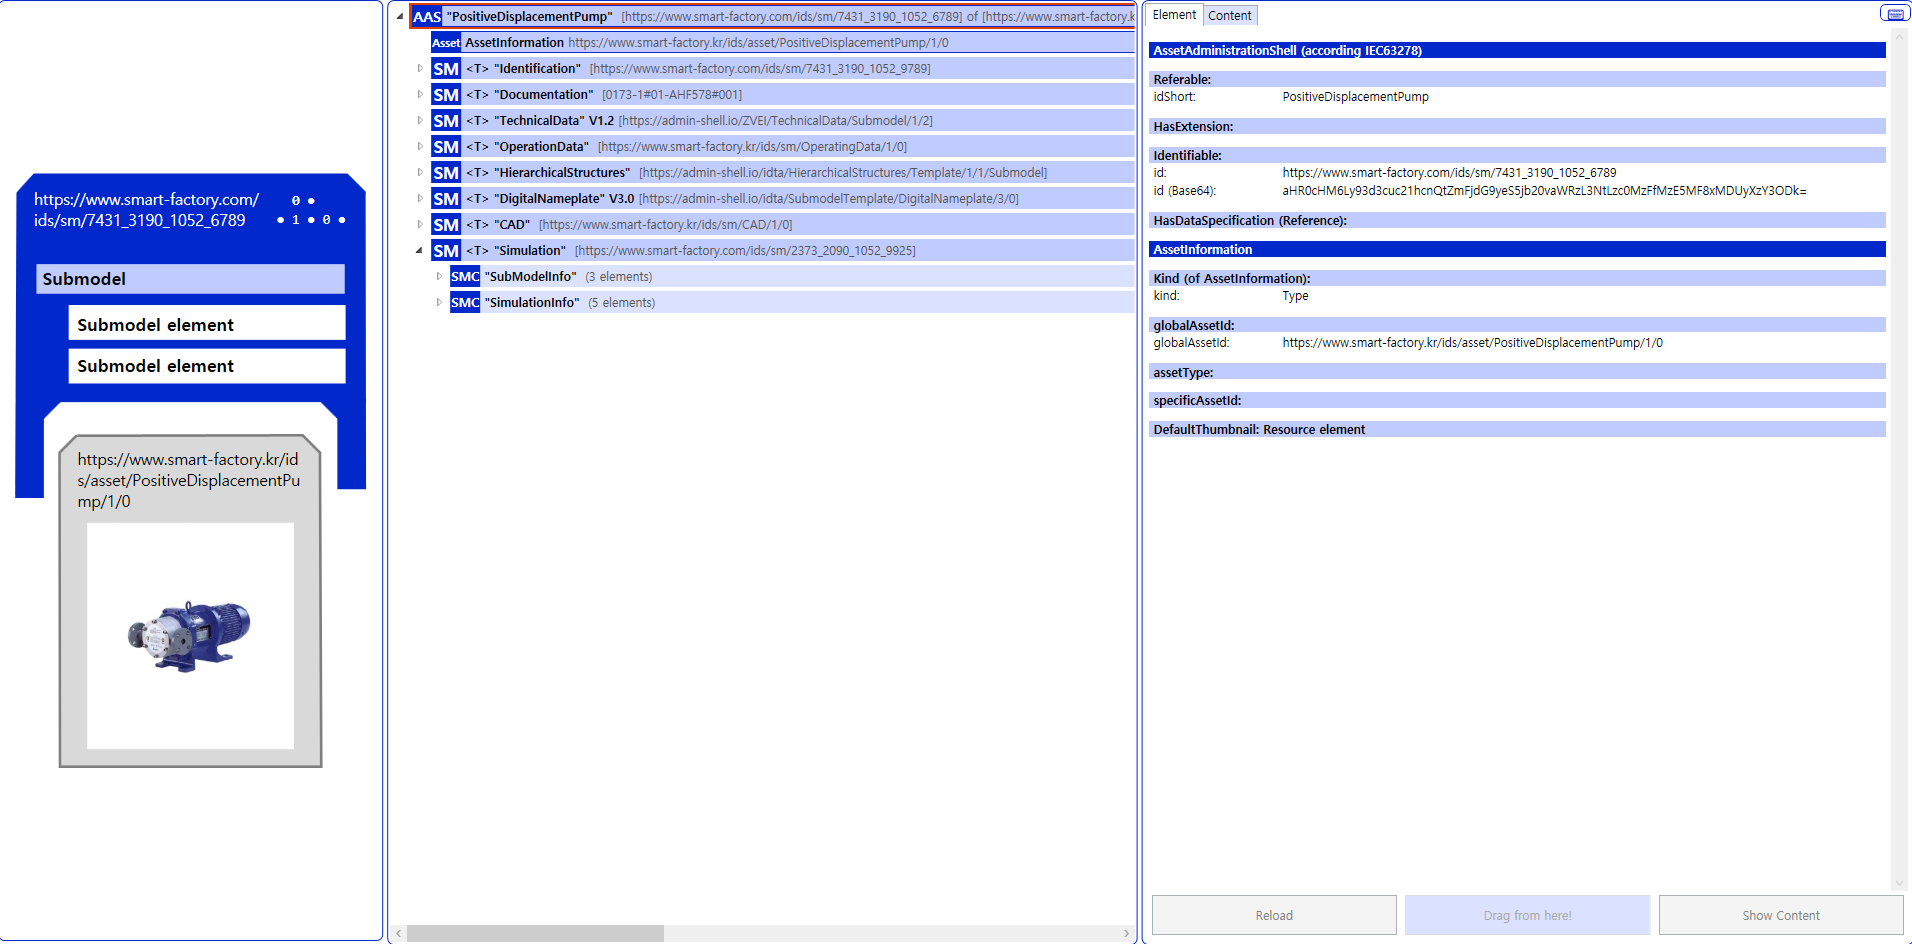 https://www.smart-factory.com/
ids/sm/7431_3190_1052_6789
0 ●
● 1 ● 0 ●
Submodel
Submodel element
Submodel element
https://www.smart-factory.kr/id
s/asset/PositiveDisplacementPu
mp/1/0
AAS "PositiveDisplacementPump" [https://www.smart-factory.com/ids/sm/7431_3190_1052_6789] of [https://www.smart-factory.k
Asset AssetInformation https://www.smart-factory.kr/ids/asset/PositiveDisplacementPump/1/0
SM <T> "Identification" [https://www.smart-factory.com/ids/sm/7431_3190_1052_9789]
SM <T> "Documentation" [0173-1#01-AHF578#001]
SM <T> "TechnicalData" V1.2 [https://admin-shell.io/ZVEI/TechnicalData/Submodel/1/2]
SM <T> "OperationData" [https://www.smart-factory.kr/ids/sm/OperatingData/1/0]
SM <T> "HierarchicalStructures" [https://admin-shell.io/idta/HierarchicalStructures/Template/1/1/Submodel]
SM <T> "DigitalNameplate" V3.0 [https://admin-shell.io/idta/SubmodelTemplate/DigitalNameplate/3/0]
SM <T> "CAD" [https://www.smart-factory.kr/ids/sm/CAD/1/0]
SM <T> "Simulation" [https://www.smart-factory.com/ids/sm/2373_2090_1052_9925]
SMC "SubModelInfo" (3 elements)
SMC "SimulationInfo" (5 elements)
Element Content
AssetAdministrationShell (according IEC63278)
Referable:
idShort: PositiveDisplacementPump
HasExtension:
Identifiable:
id: https://www.smart-factory.com/ids/sm/7431_3190_1052_6789
id (Base64): aHR0cHM6Ly93d3cuc21hcnQtZmFjdG9yeS5jb20vaWRzL3NtLzc0MzFfMzE5MF8xMDUyXzY3ODk=
HasDataSpecification (Reference):
AssetInformation
Kind (of AssetInformation):
kind: Type
globalAssetId:
globalAssetId: https://www.smart-factory.kr/ids/asset/PositiveDisplacementPump/1/0
assetType:
specificAssetId:
DefaultThumbnail: Resource element
Reload Drag from here! Show Content